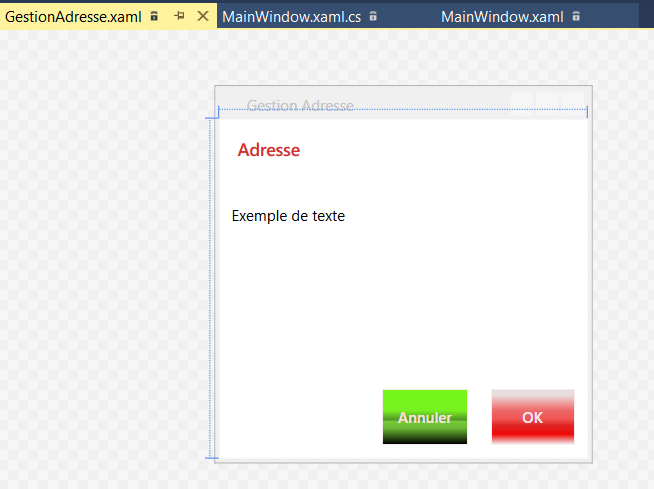 GestionAdresse.xaml MainWindow.xaml.cs MainWindow.xaml
Gestion Adresse
Adresse
Exemple de texte
Annuler OK